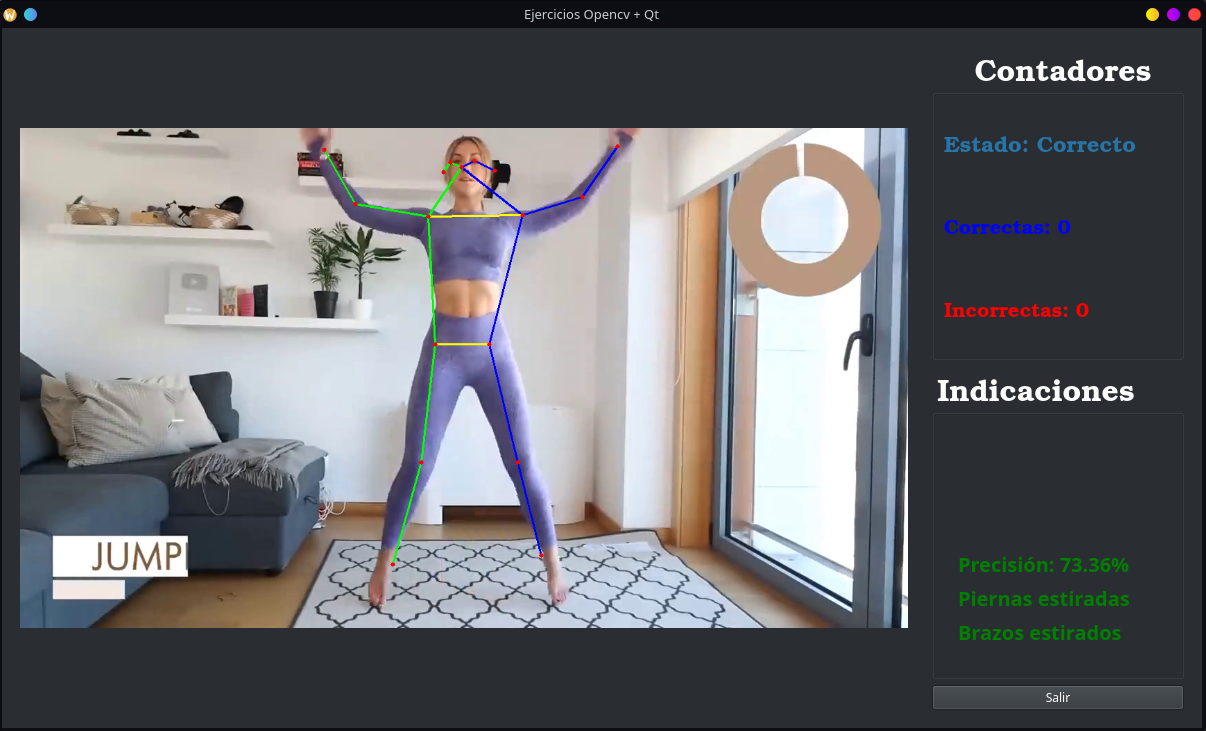 Ejercicios Opencv + Qt
Contadores
Estado: Correcto
Correctas: 0
Incorrectas: 0
Indicaciones
Precisión: 73.36%
Piernas estiradas
Brazos estirados
Salir
JUMP